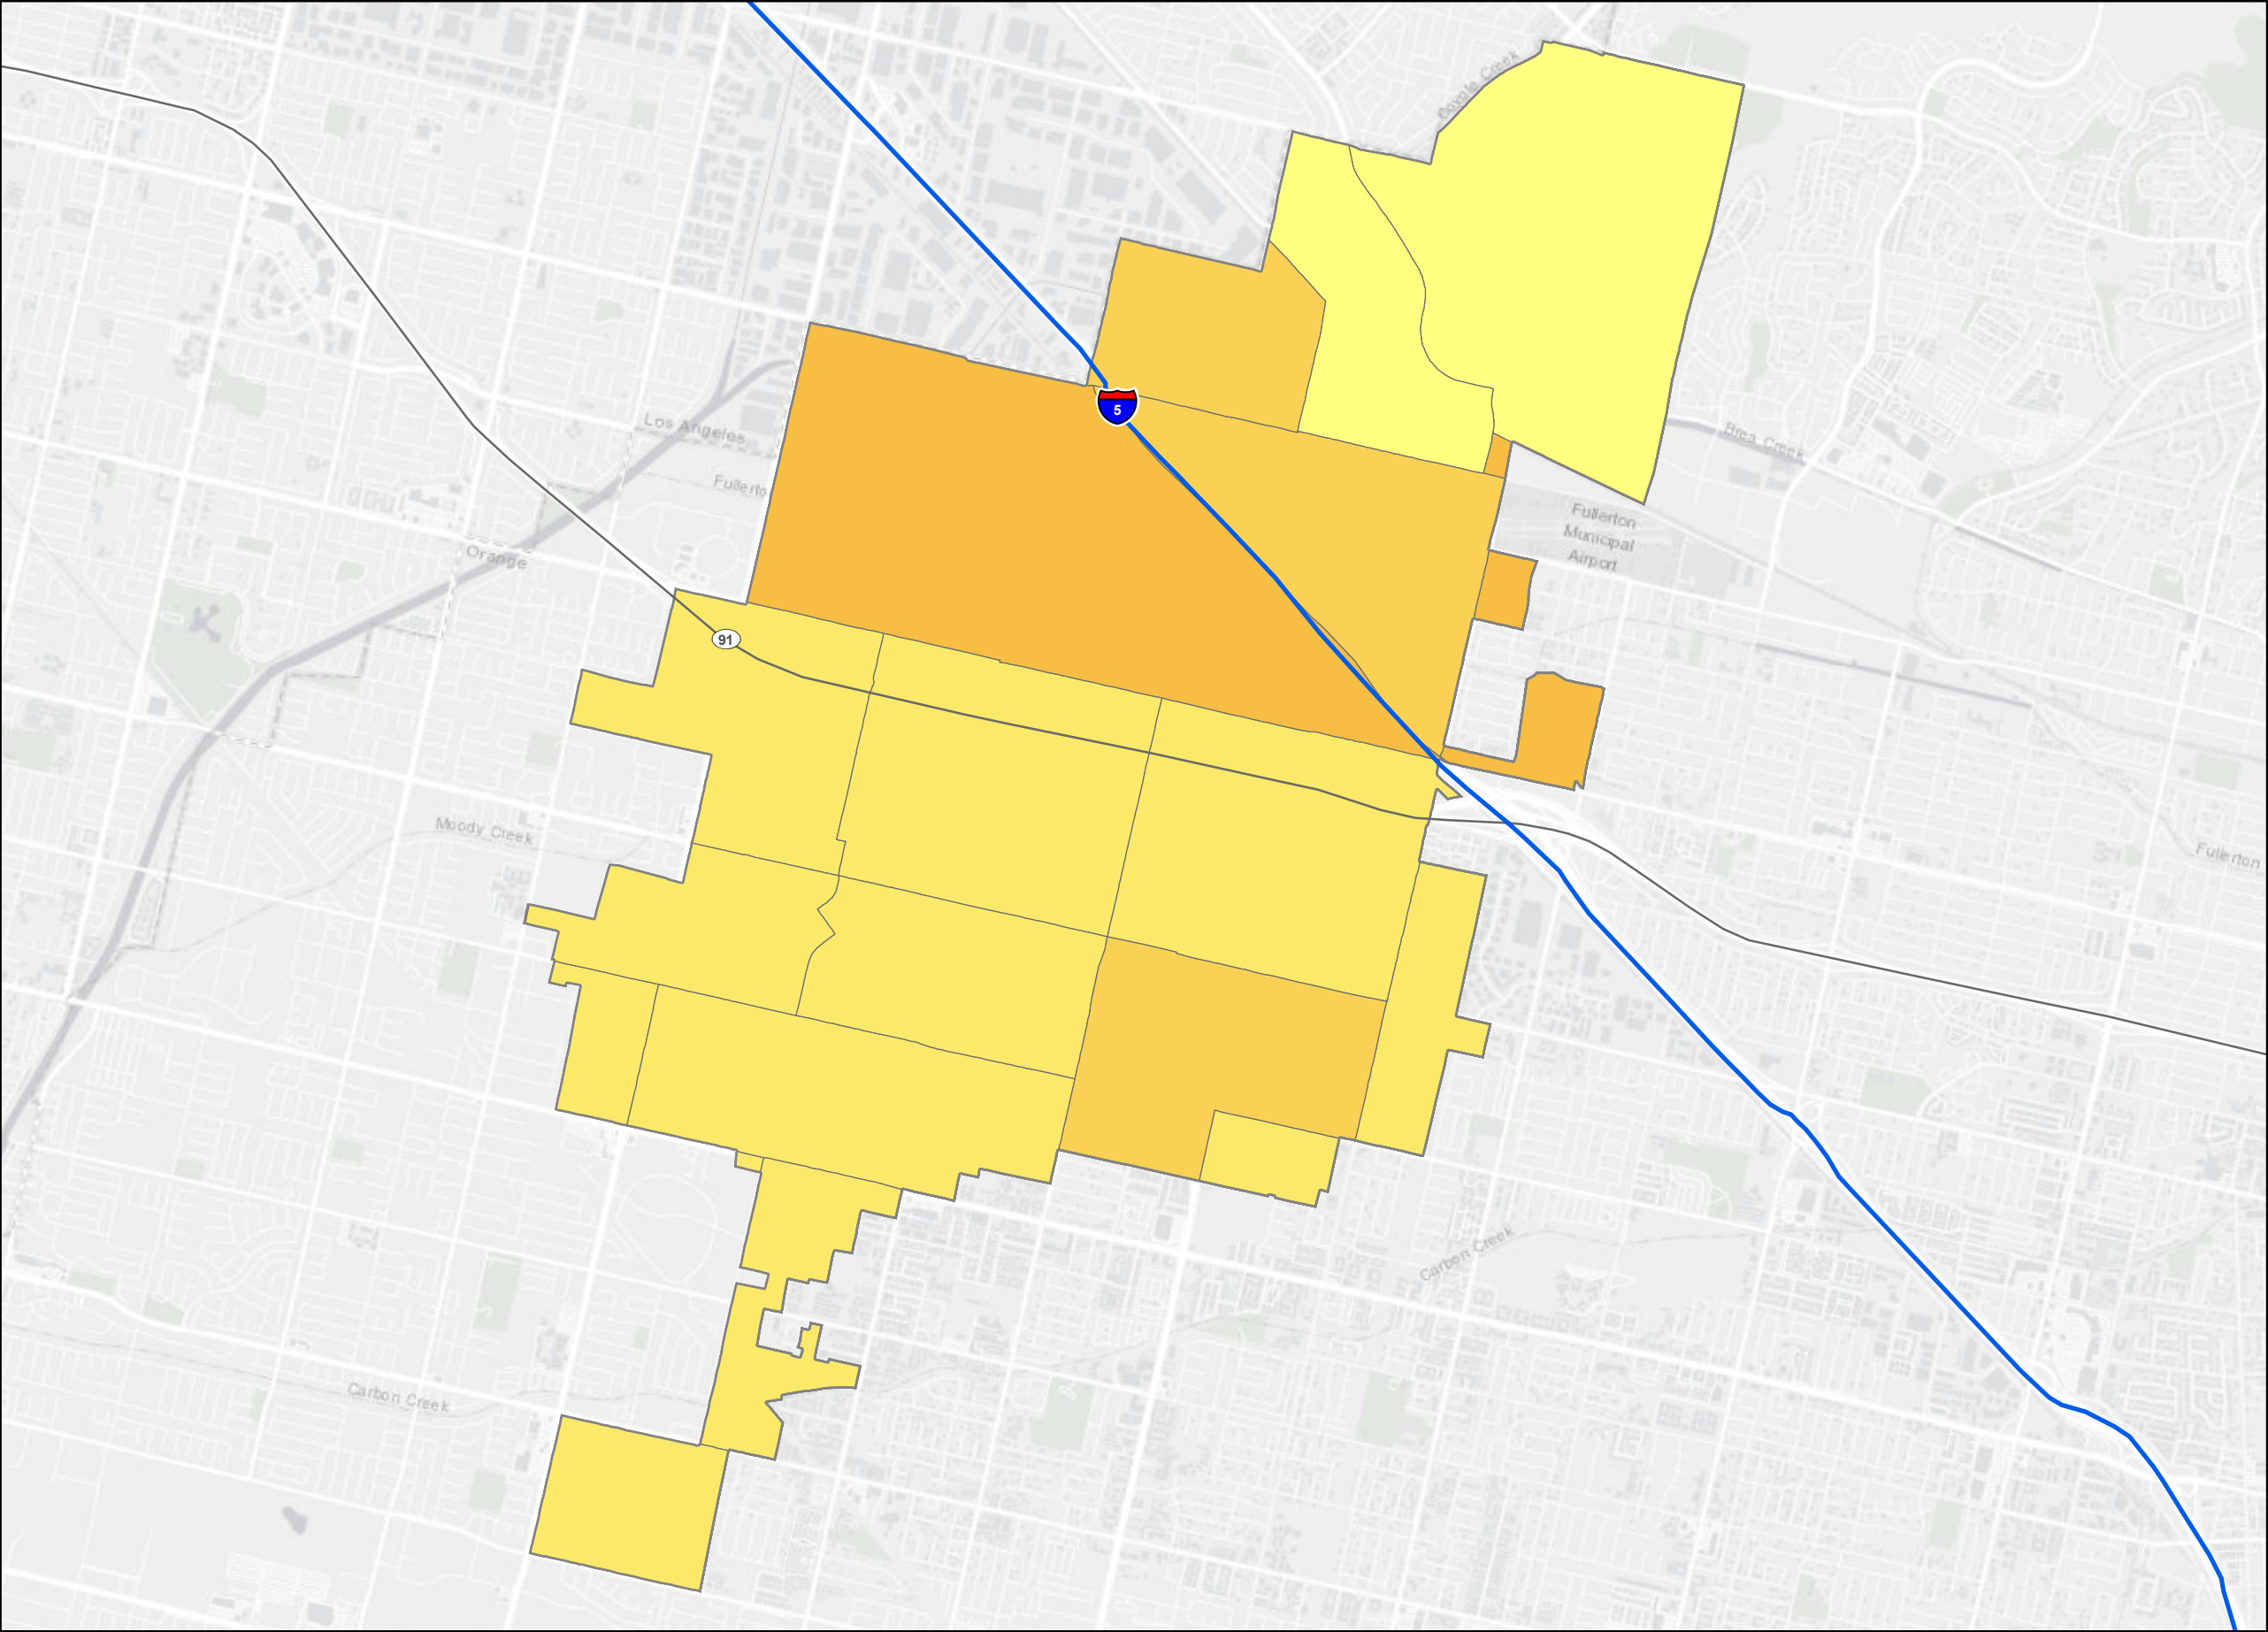 Coyote Creek
5
Los Angeles
Fullerto
Brea Creek
Fullerton
Municipal
Airport
Orange
91
Moody Creek
Fullerton
Carbon Creek
Carbon Creek